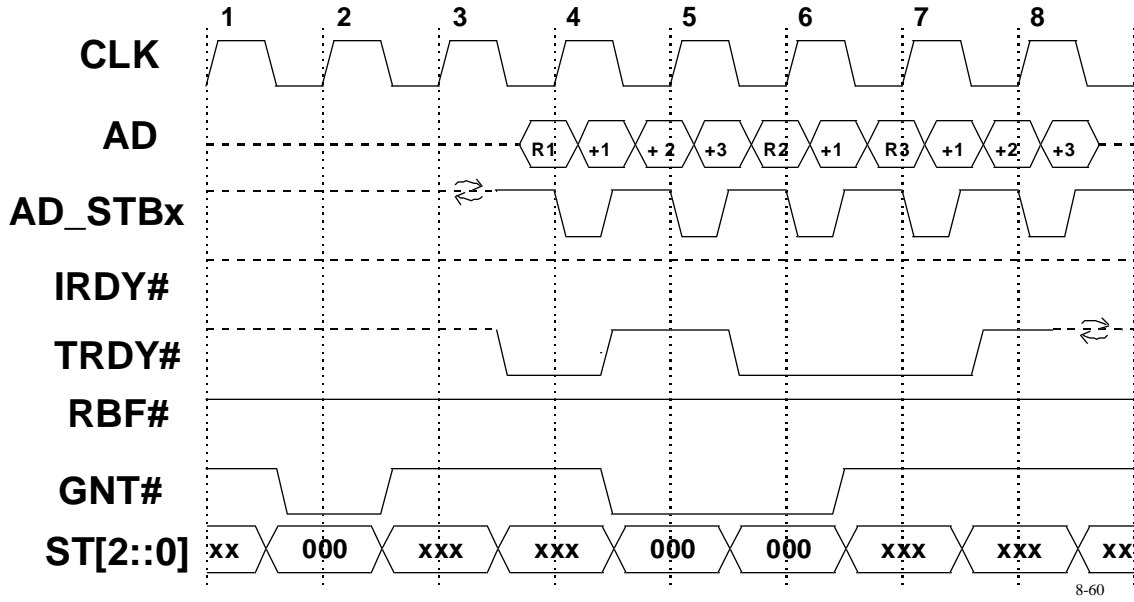 1 2 3 4 5 6 7 8
CLK
AD
R1 +1 + 2 +3 R2 +1 R3 +1 +2 +3
AD_STBx
IRDY#
TRDY#
RBF#
GNT#
ST[2::0] xx 000 xxx xxx 000 000 xxx xxx xx
8-60